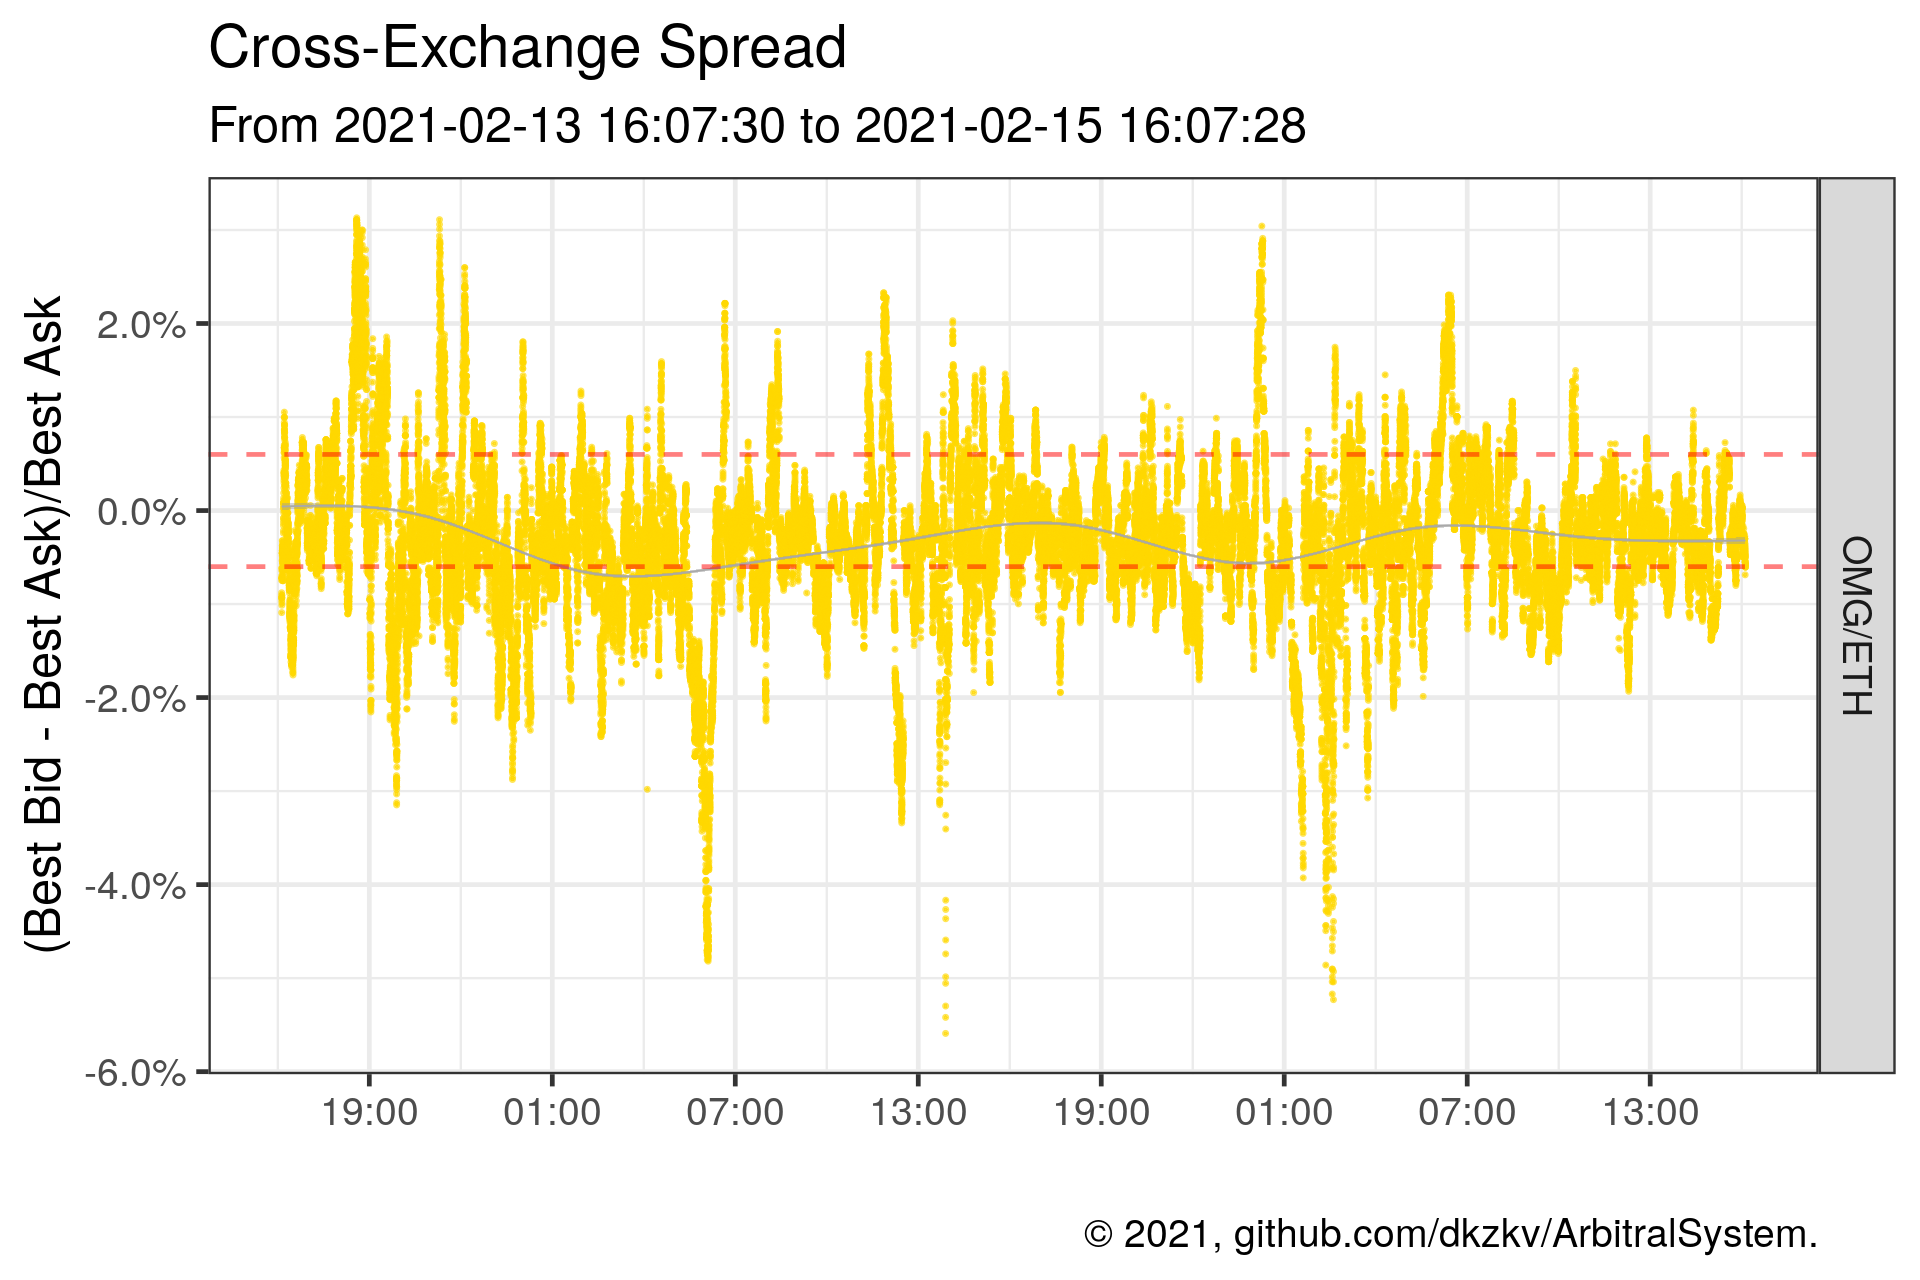 Cross-Exchange Spread
From 2021-02-13 16:07:30 to 2021-02-15 16:07:28
(Best Bid - Best Ask)/Best Ask
2.0%
0.0%
-2.0%
-4.0%
-6.0%
OMG/ETH
19:00 01:00 07:00 13:00 19:00 01:00 07:00 13:00
© 2021, github.com/dkzkv/ArbitralSystem.